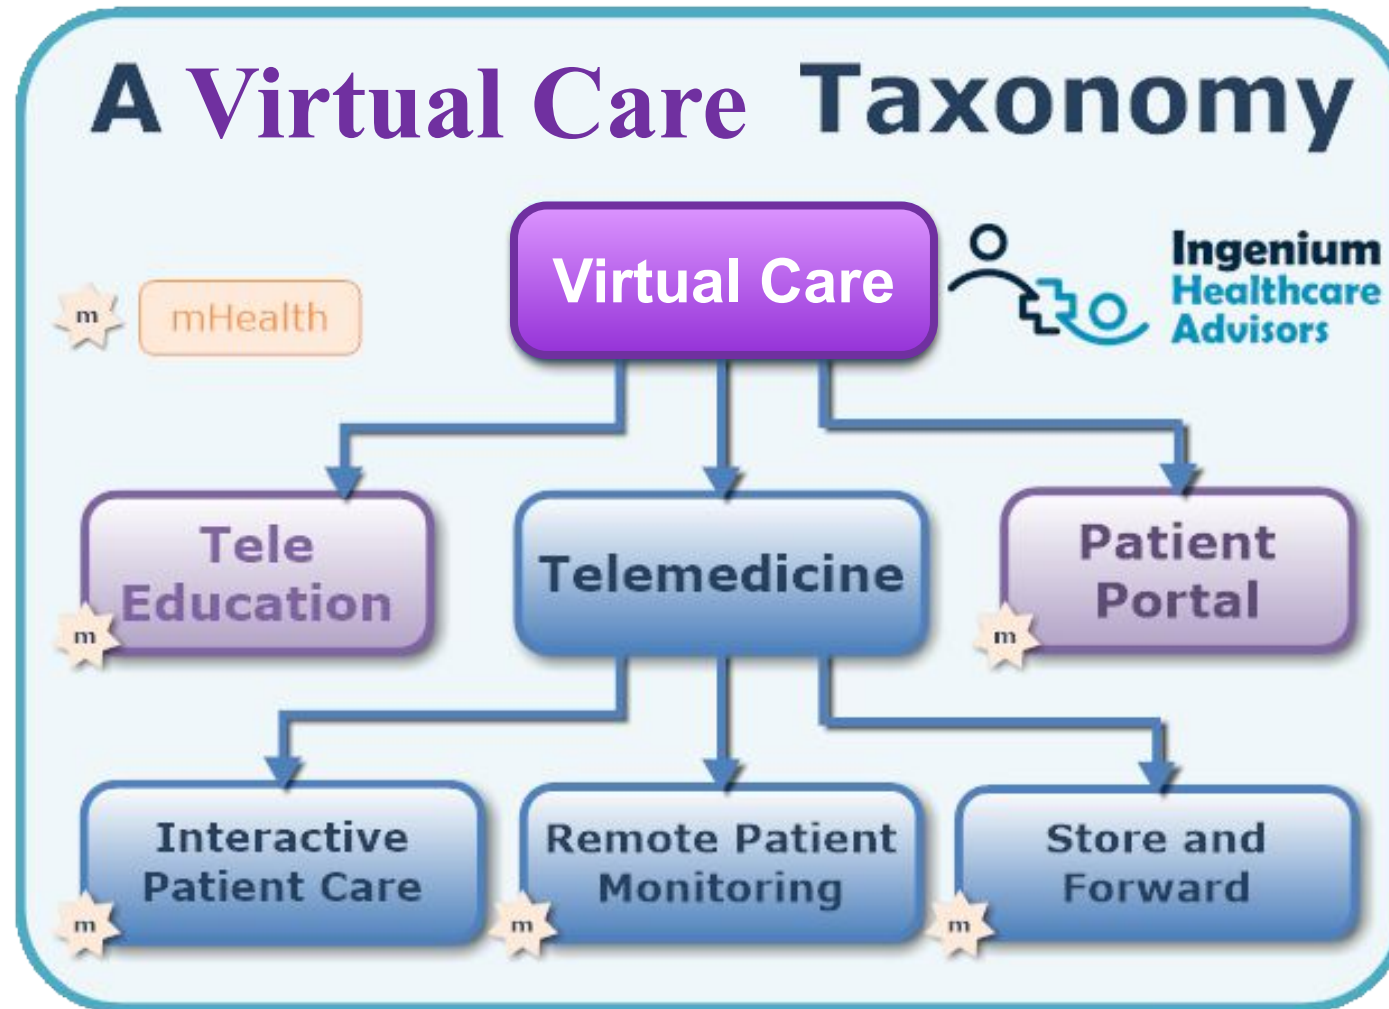 A Virtual Care Taxonomy
Virtual Care
Ingenium
Healthcare
Advisors
m
mHealth
Tele
Education
m
Telemedicine
Patient
Portal
m
Interactive
Patient Care
m
Remote Patient
Monitoring
m
Store and
Forward
m